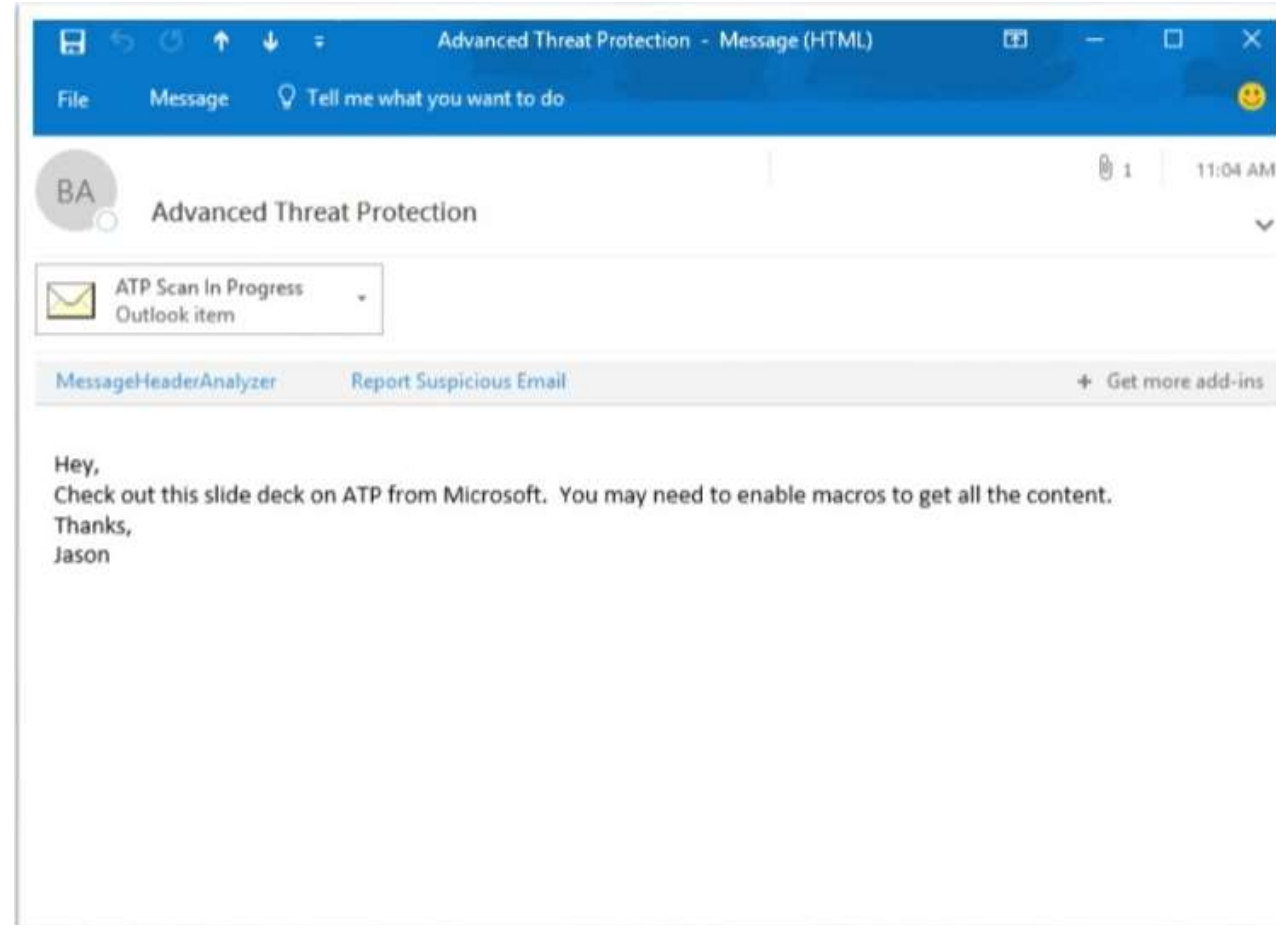 Advanced Threat Protection - Message (HTML)
File Message Tell me what you want to do
BA
1 11:04 AM
Advanced Threat Protection
ATP Scan In Progress
Outlook item
MessageHeaderAnalyzer Report Suspicious Email + Get more add-ins
Hey,
Check out this slide deck on ATP from Microsoft. You may need to enable macros to get all the content.
Thanks,
Jason